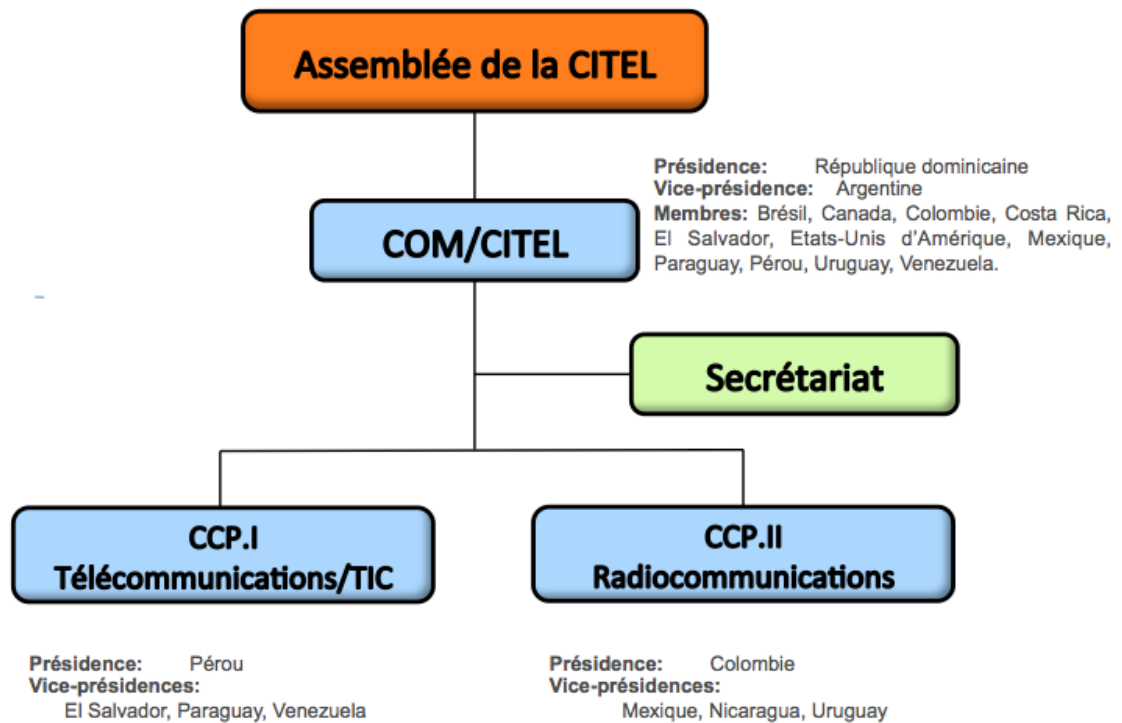 Assemblée de la CITEL
Présidence: République dominicaine
Vice-présidence: Argentine
Membres: Brésil, Canada, Colombie, Costa Rica,
El Salvador, Etats-Unis d'Amérique, Mexique,
Paraguay, Pérou, Uruguay, Venezuela.
COM/CITEL
Secrétariat
CCP.I
Télécommunications/TIC
CCP.II
Radiocommunications
Présidence: Pérou
Vice-présidences:
El Salvador, Paraguay, Venezuela
Présidence: Colombie
Vice-présidences:
Mexique, Nicaragua, Uruguay